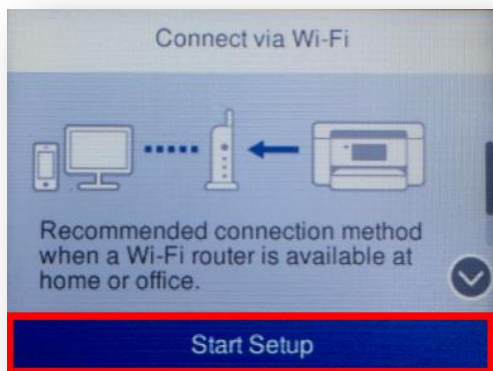 Connect via Wi-Fi
Recommended connection method
when a Wi-Fi router is available at
home or office.
Start Setup